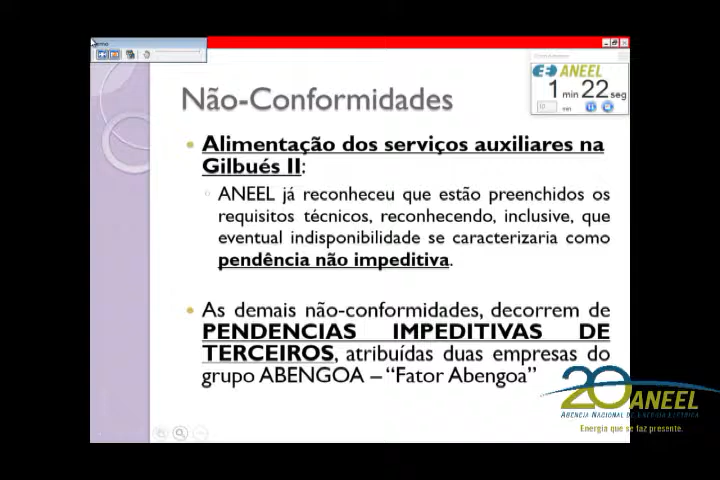 ANEEL
1 min 22 seg
min
Não-Conformidades
Alimentação dos serviços auxiliares na
Gilbués II:
ANEEL já reconheceu que estão preenchidos os
requisitos técnicos, reconhecendo, inclusive, que
eventual indisponibilidade se caracterizaria como
pendência não impeditiva.
As demais não-conformidades, decorrem de
PENDENCIAS IMPEDITIVAS DE
TERCEIROS, atribuídas duas empresas do
grupo ABENGOA – “Fator Abengoa”
20 ANEEL
AGÊNCIA NACIONAL DE ENERGIA ELÉTRICA
Energia que se faz presente.